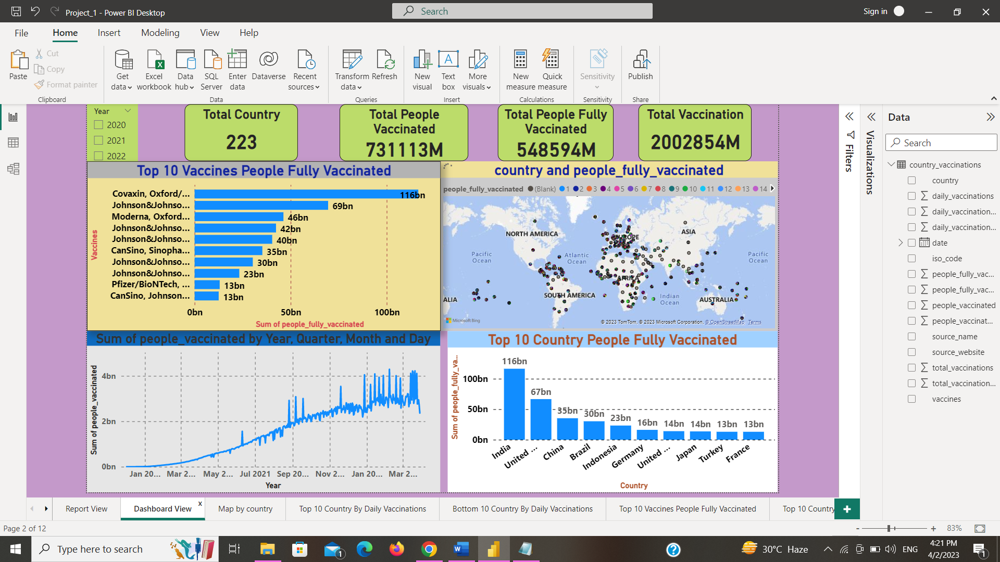 Project_1 - Power BI Desktop
Search
Sign in
File Home Insert Modeling View Help
Paste
Cut
Copy
Format painter
Clipboard
Get data
Excel workbook
Data hub
SQL Server
Enter data
Dataverse
Recent sources
Data
Transform data
Refresh
Queries
New visual
Text box
More visuals
Insert
New measure
Quick measure
Calculations
Sensitivity
Sensitivity
Publish
Share
Year
2020
2021
2022
Total Country
223
Total People
Vaccinated
731113M
Total People Fully
Vaccinated
548594M
Total Vaccination
2002854M
Top 10 Vaccines People Fully Vaccinated
Vaccines
Covaxin, Oxford/... 116bn
Johnson&Johnso... 69bn
Moderna, Oxford... 46bn
Johnson&Johnso... 42bn
Johnson&Johnso... 40bn
CanSino, Sinopha... 35bn
Johnson&Johnso... 30bn
Johnson&Johnso... 23bn
Pfizer/BioNTech, ... 13bn
CanSino, Johnson... 13bn
0bn 50bn 100bn
Sum of people_fully_vaccinated
country and people_fully_vaccinated
people_fully_vaccinated (Blank) 1 2 3 4 5 6 7 8 9 10 11 12 13 14
NORTH AMERICA
EUROPE
ASIA
Pacific
Ocean
Atlantic
Ocean
Pacific
Ocean
AFRICA
SOUTH AMERICA
Indian
Ocean
ALIA
AUSTRALIA
Microsoft Bing
© 2023 TomTom, © 2023 Microsoft Corporation, © OpenStreetMap Terms
Sum of people_vaccinated by Year, Quarter, Month and Day
Sum of people_vaccinated
4bn
2bn
0bn
Jan 20... Mar 2... May 2... Jul 2021 Sep 20... Nov 2... Jan 20... Mar 2...
Year
Top 10 Country People Fully Vaccinated
Sum of people_fully_va...
100bn
50bn
0bn
116bn 67bn 35bn 30bn 23bn 16bn 14bn 14bn 13bn 13bn
India United ... China Brazil Indonesia Germany United ... Japan Turkey France
Country
Filters
Visualizations
Data
Search
country_vaccinations
country
daily_vaccinations
daily_vaccination...
daily_vaccination...
date
iso_code
people_fully_vac...
people_fully_vac...
people_vaccinated
people_vaccinat...
source_name
source_website
total_vaccinations
total_vaccination...
vaccines
Report View Dashboard View x Map by country Top 10 Country By Daily Vaccinations Bottom 10 Country By Daily Vaccinations Top 10 Vaccines People Fully Vaccinated Top 10 Country
Page 2 of 12
- + 83%
Type here to search
1
30°C Haze
ENG
4:21 PM
4/2/2023
1